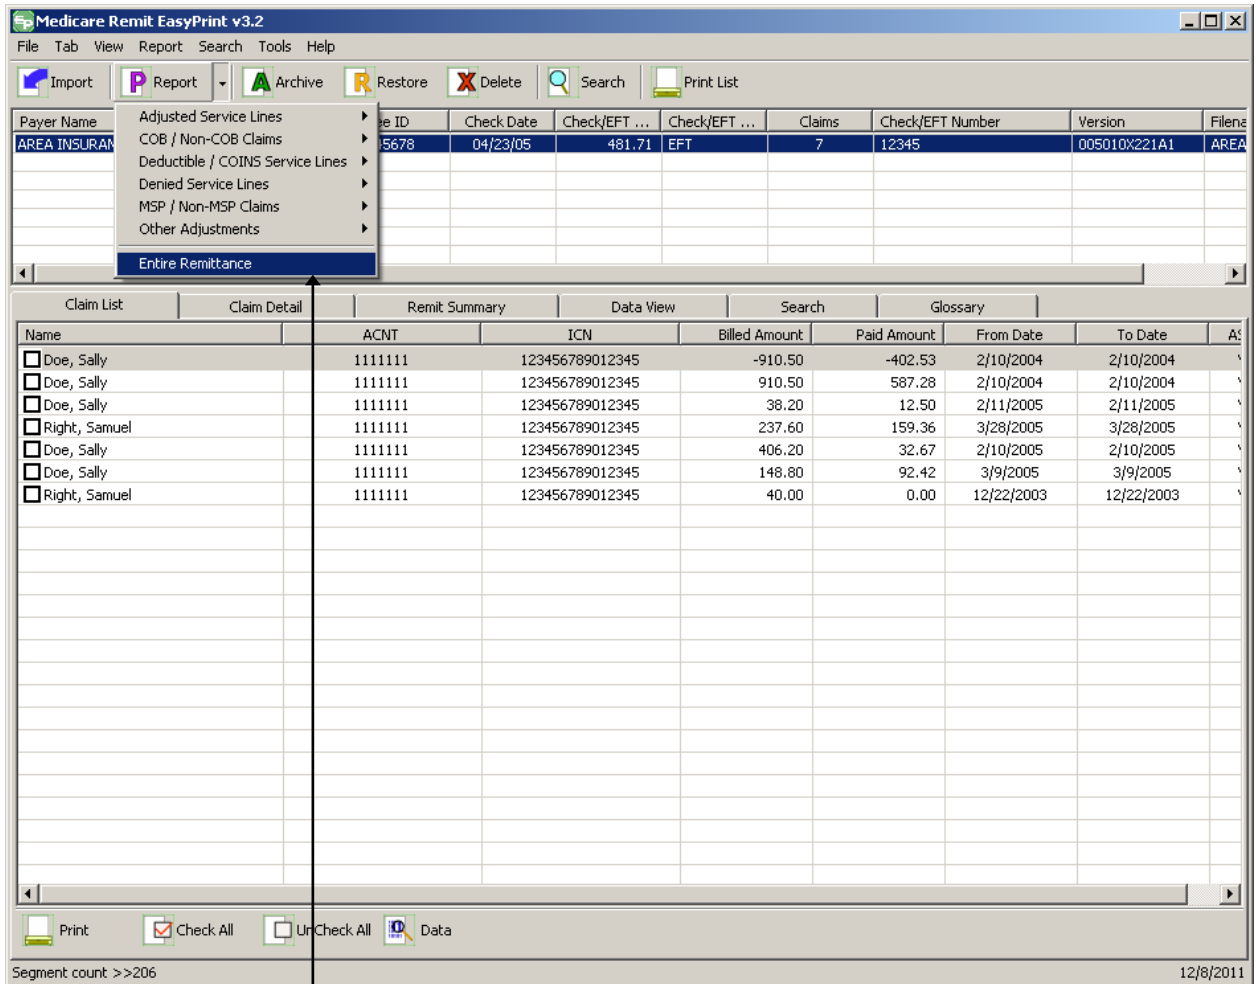 Medicare Remit EasyPrint v3.2
File Tab View Report Search Tools Help
Import Report Archive Restore Delete Search Print List
Payer Name ee ID Check Date Check/EFT ... Check/EFT ... Claims Check/EFT Number Version Filena
AREA INSURAN 5678 04/23/05 481.71 EFT 7 12345 005010X221A1 AREA
Adjusted Service Lines
COB / Non-COB Claims
Deductible / COINS Service Lines
Denied Service Lines
MSP / Non-MSP Claims
Other Adjustments
Entire Remittance
Claim List Claim Detail Remit Summary Data View Search Glossary
Name ACNT ICN Billed Amount Paid Amount From Date To Date AS
Doe, Sally 1111111 123456789012345 -910.50 -402.53 2/10/2004 2/10/2004
Doe, Sally 1111111 123456789012345 910.50 587.28 2/10/2004 2/10/2004
Doe, Sally 1111111 123456789012345 38.20 12.50 2/11/2005 2/11/2005
Right, Samuel 1111111 123456789012345 237.60 159.36 3/28/2005 3/28/2005
Doe, Sally 1111111 123456789012345 406.20 32.67 2/10/2005 2/10/2005
Doe, Sally 1111111 123456789012345 148.80 92.42 3/9/2005 3/9/2005
Right, Samuel 1111111 123456789012345 40.00 0.00 12/22/2003 12/22/2003
Print Check All UnCheck All Data
Segment count >>206 12/8/2011